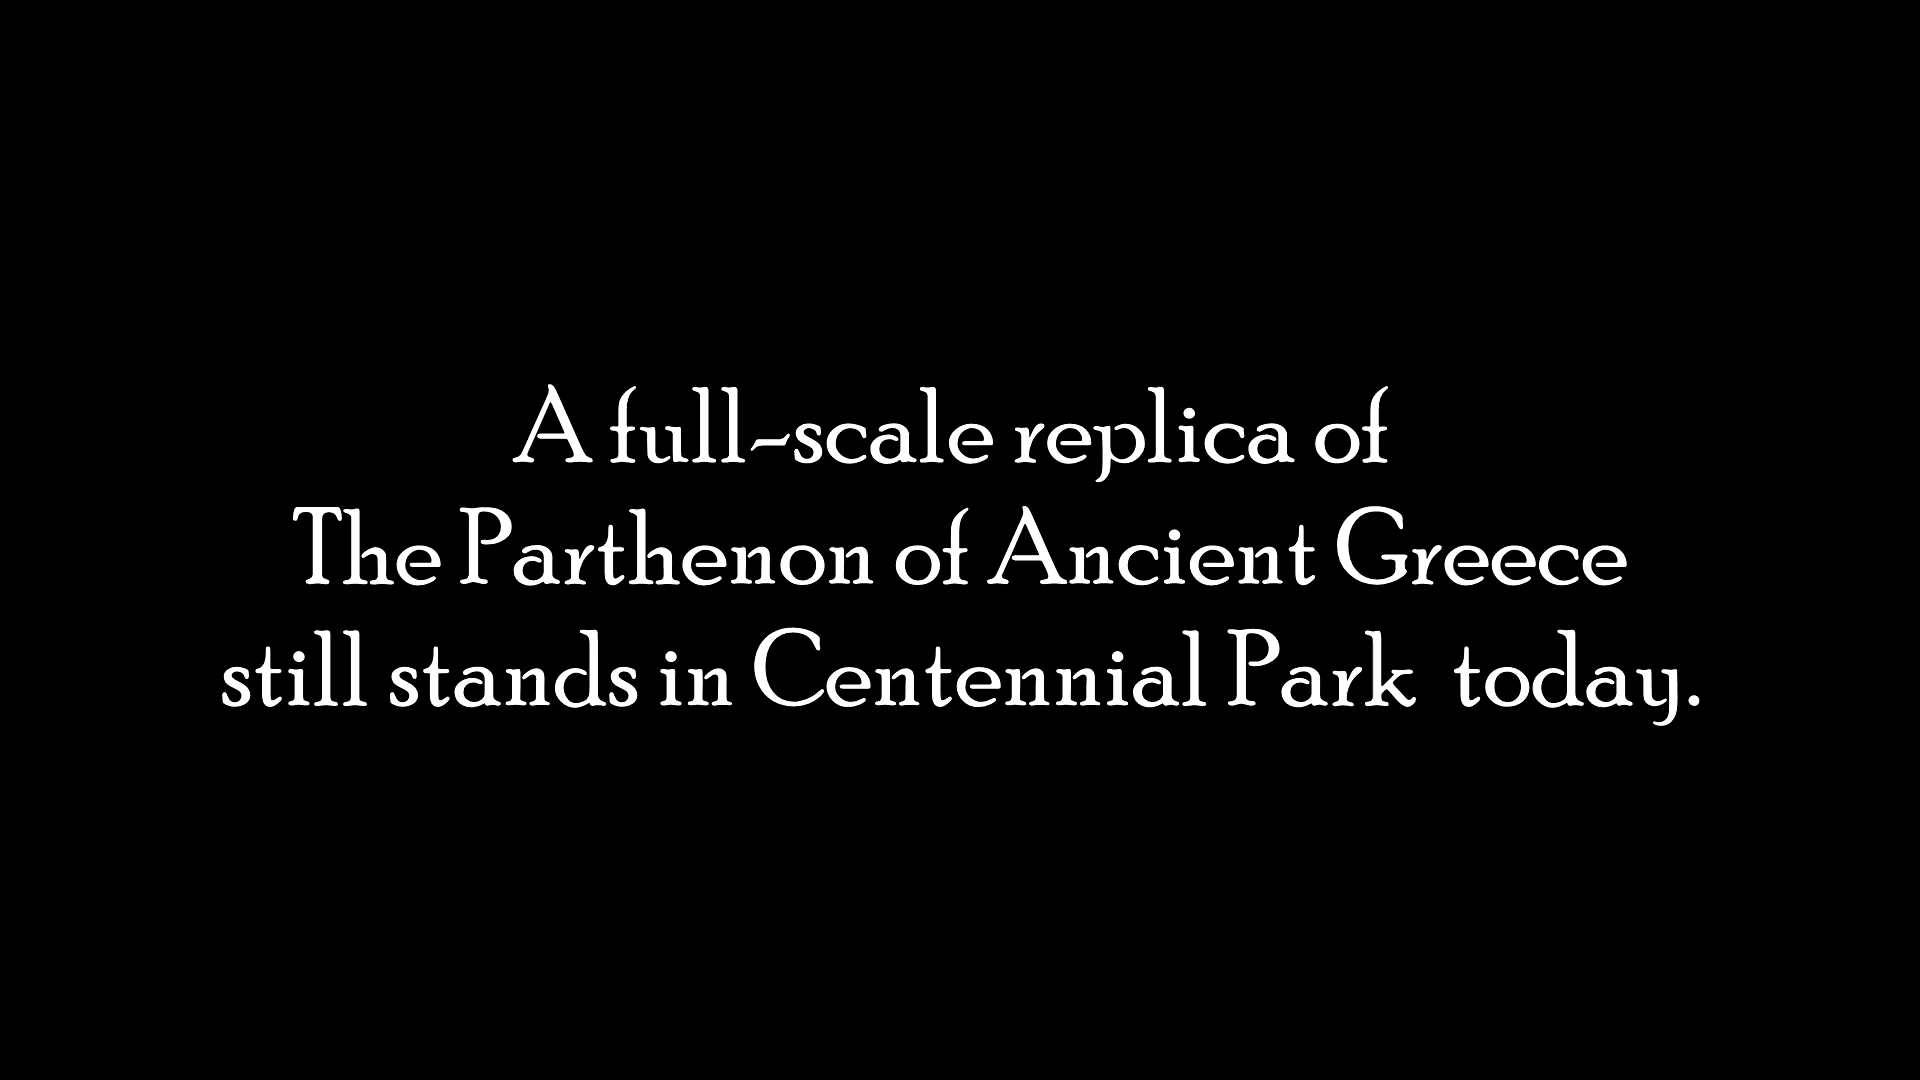 A full-scale replica of
The Parthenon of Ancient Greece
still stands in Centennial Park  today.